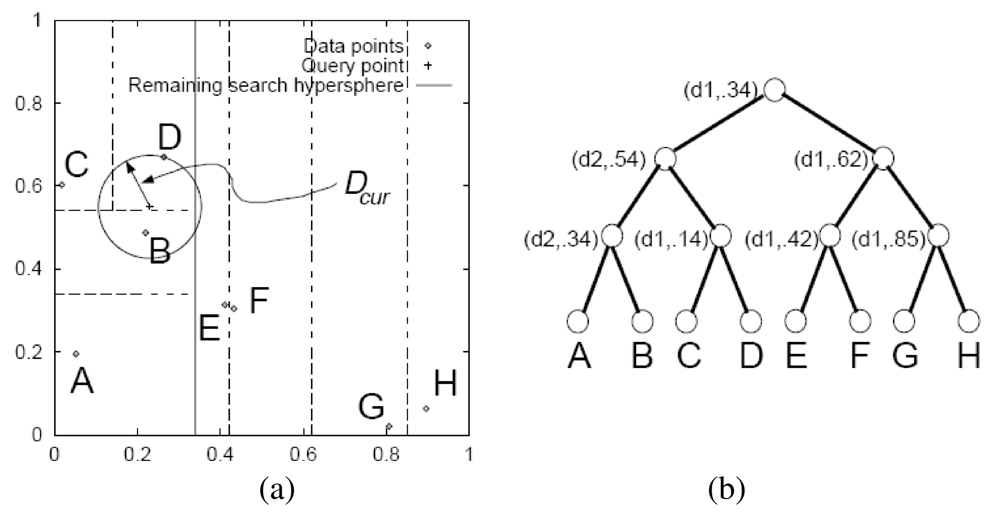 1
0.8
0.6
0.4
0.2
0
0
0.2
0.4
0.6
0.8
1
Data points
Query point
Remaining search hypersphere
D
C
Dcur
B
F
E
A
H
G
(a)
(d1,.34)
(d2,.54)
(d1,.62)
(d2,.34)
(d1,.14)
(d1,.42)
(d1,.85)
A B C D E F G H
(b)